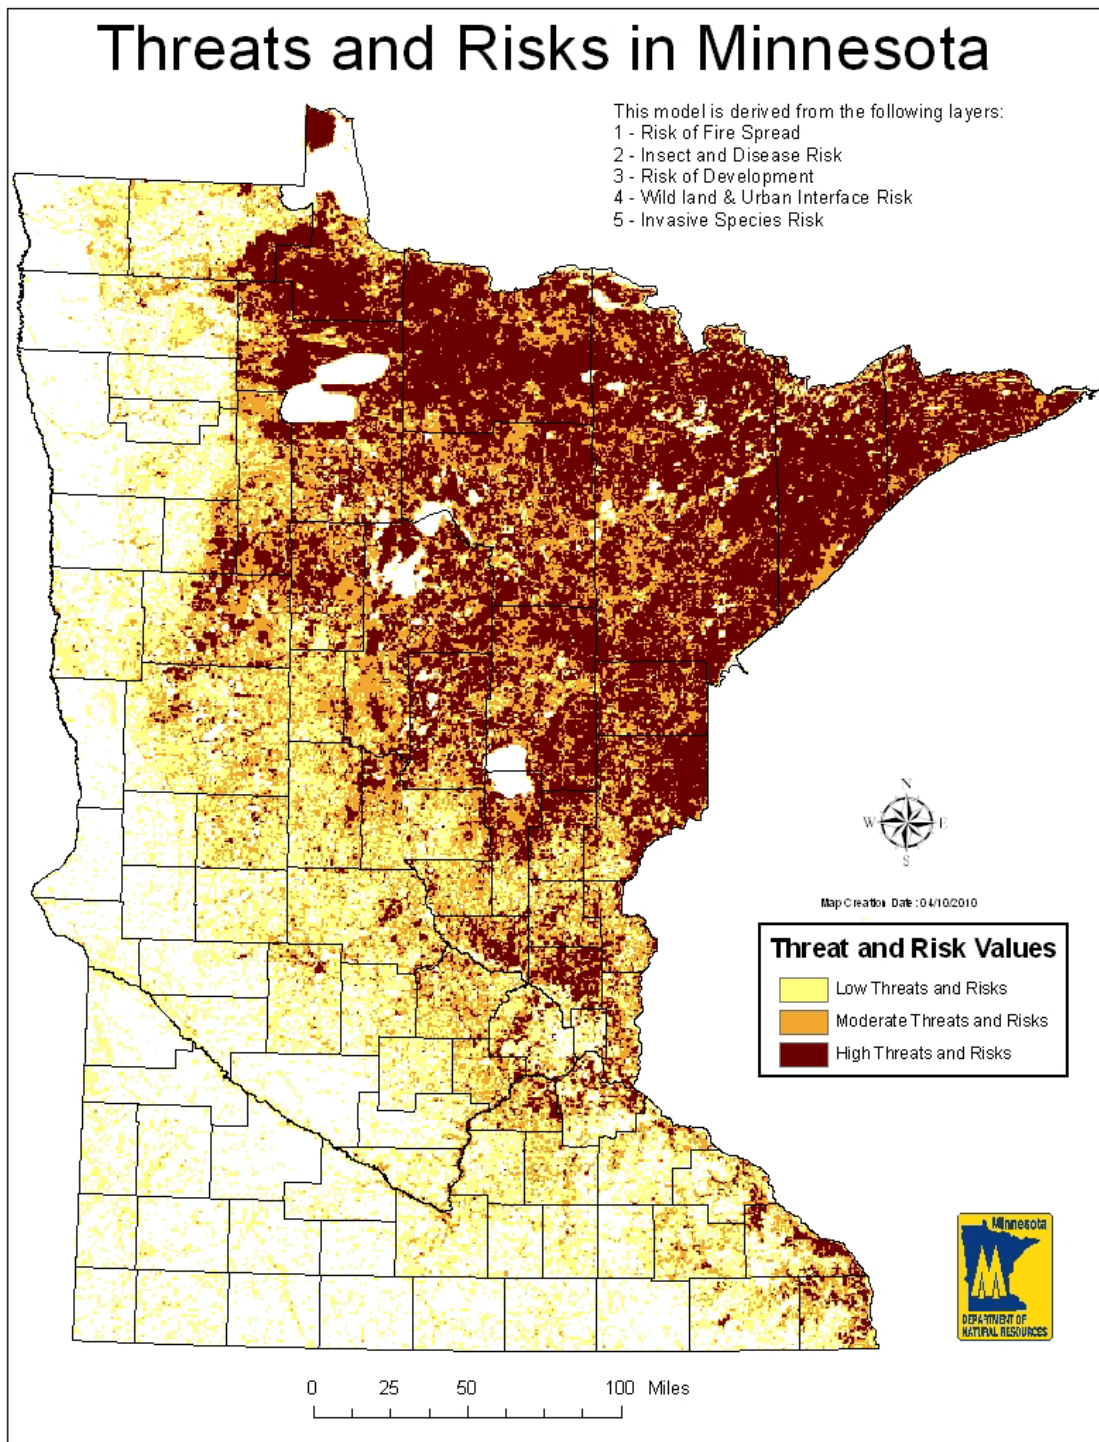 Threats and Risks in Minnesota
This model is derived from the following layers:
1 - Risk of Fire Spread
2 - Insect and Disease Risk
3 - Risk of Development
4 - Wild land & Urban Interface Risk
5 - Invasive Species Risk
N
W E
S
Map Creation Date: 04/10/2010
Threat and Risk Values
Low Threats and Risks
Moderate Threats and Risks
High Threats and Risks
Minnesota
DEPARTMENT OF
NATURAL RESOURCES
0 25 50 100 Miles